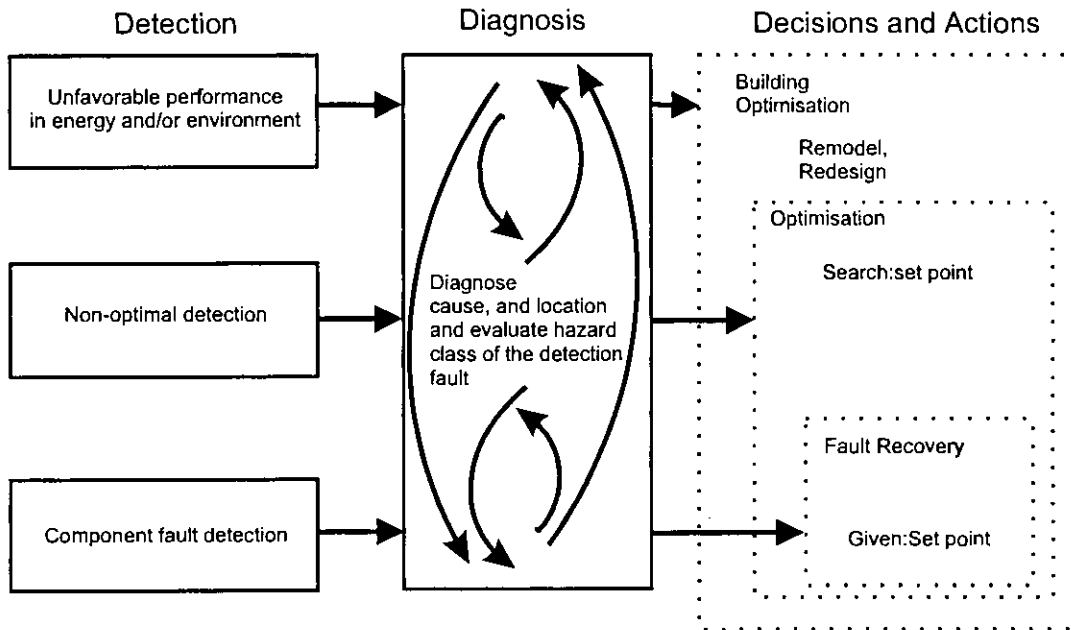 Detection
Diagnosis
Decisions and Actions
Unfavorable performance
in energy and/or environment
Non-optimal detection
Component fault detection
Diagnose
cause, and location
and evaluate hazard
class of the detection
fault
Building
Optimisation
Remodel,
Redesign
Optimisation
Search:set point
Fault Recovery
Given:Set point